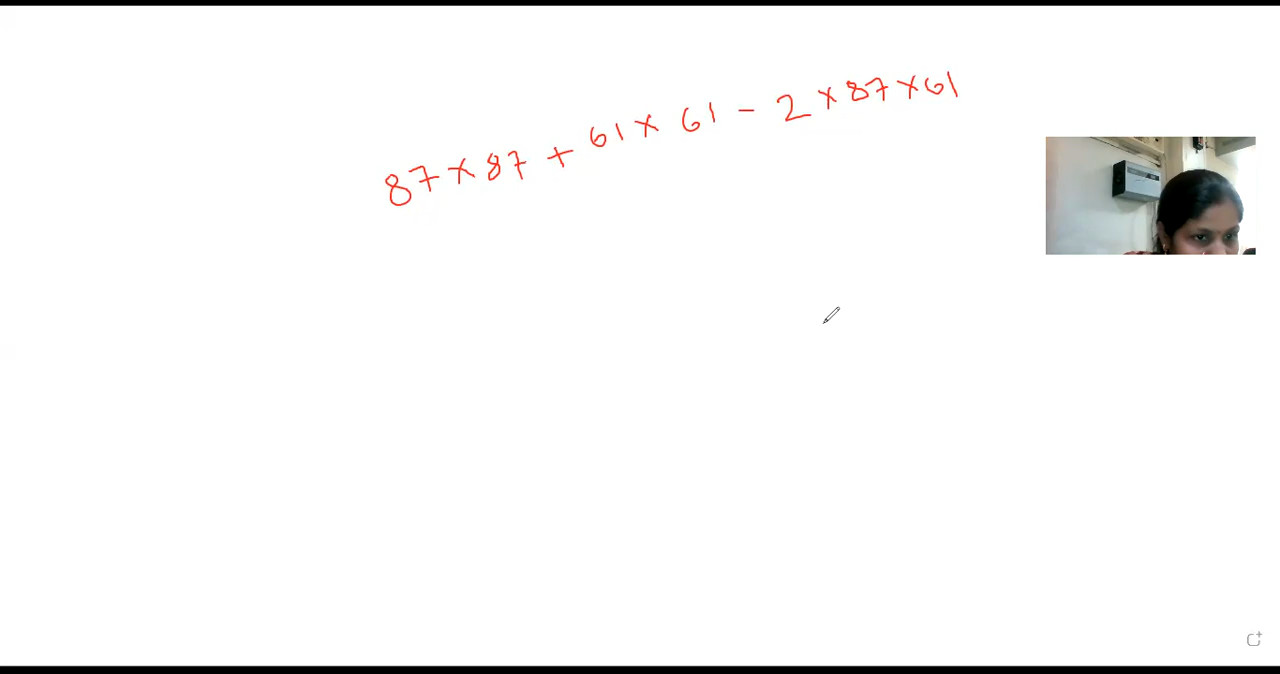 87 × 87 + 61 × 61 - 2 × 87 × 61